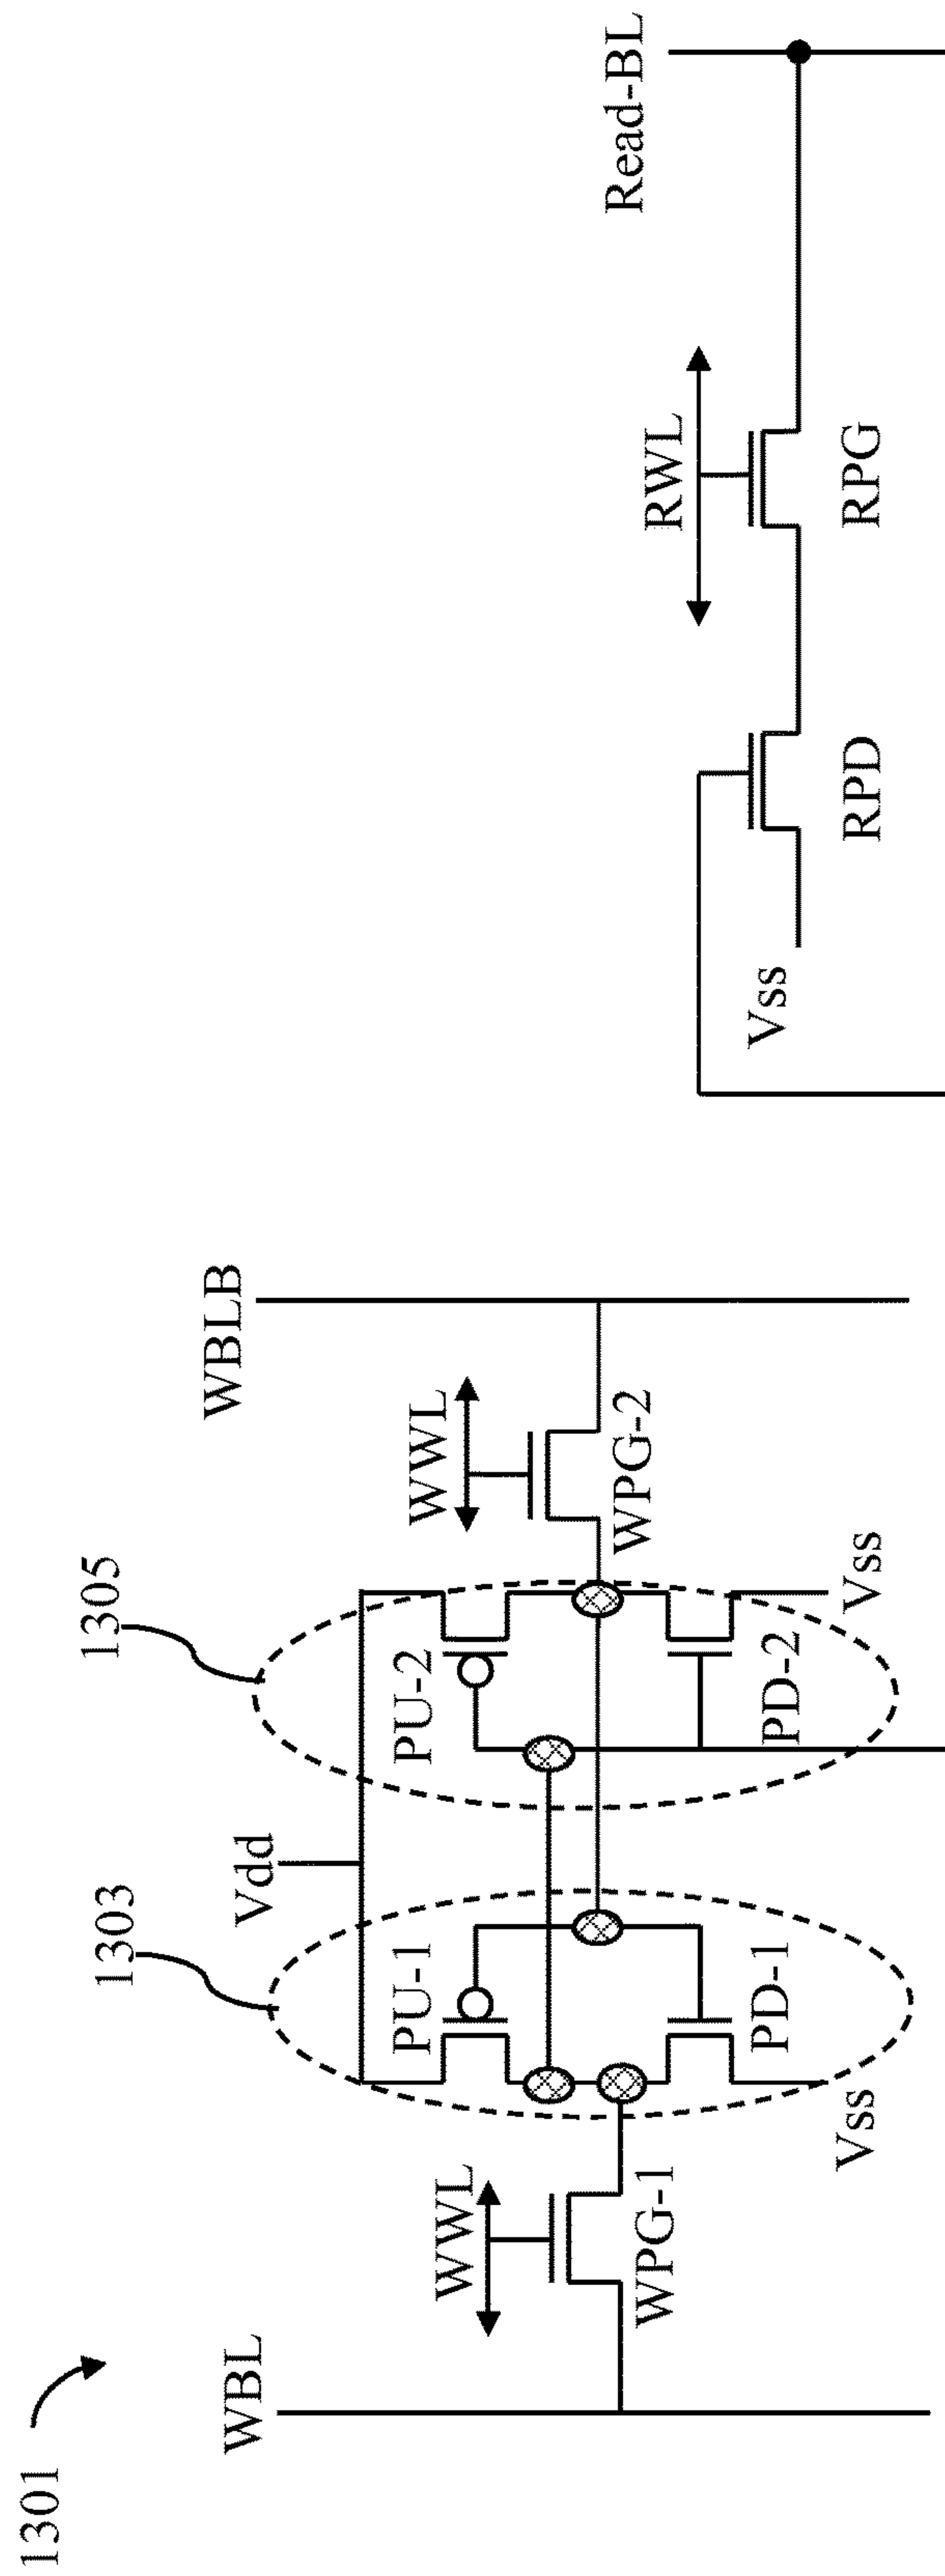 1301
WBL
WWL
WPG-1
1303
Vdd
1305
PU-1
PU-2
PD-1
PD-2
Vss
Vss
WWL
WPG-2
WBLB
Vss
RPD
RWL
RPG
Read-BL